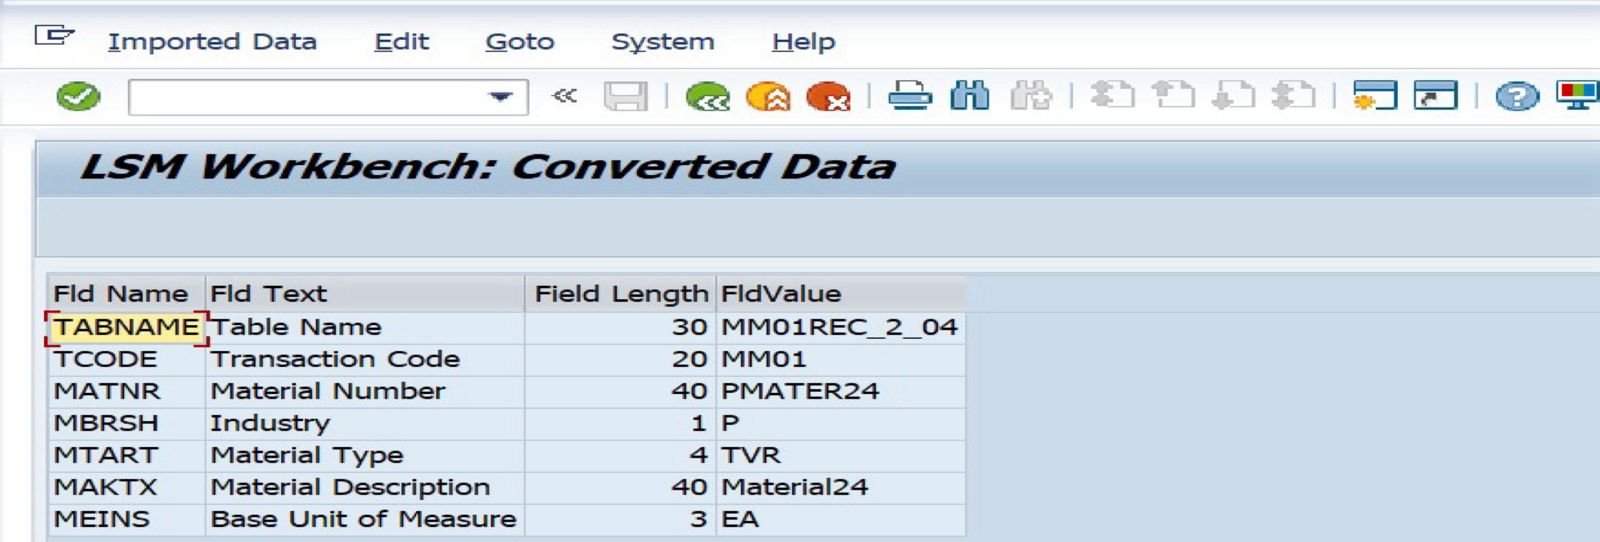 Imported Data Edit Goto System Help
LSM Workbench: Converted Data
Fld Name Fld Text Field Length FldValue
TABNAME Table Name 30 MM01REC_2_04
TCODE Transaction Code 20 MM01
MATNR Material Number 40 PMATER24
MBRSH Industry 1 P
MTART Material Type 4 TVR
MAKTX Material Description 40 Material24
MEINS Base Unit of Measure 3 EA